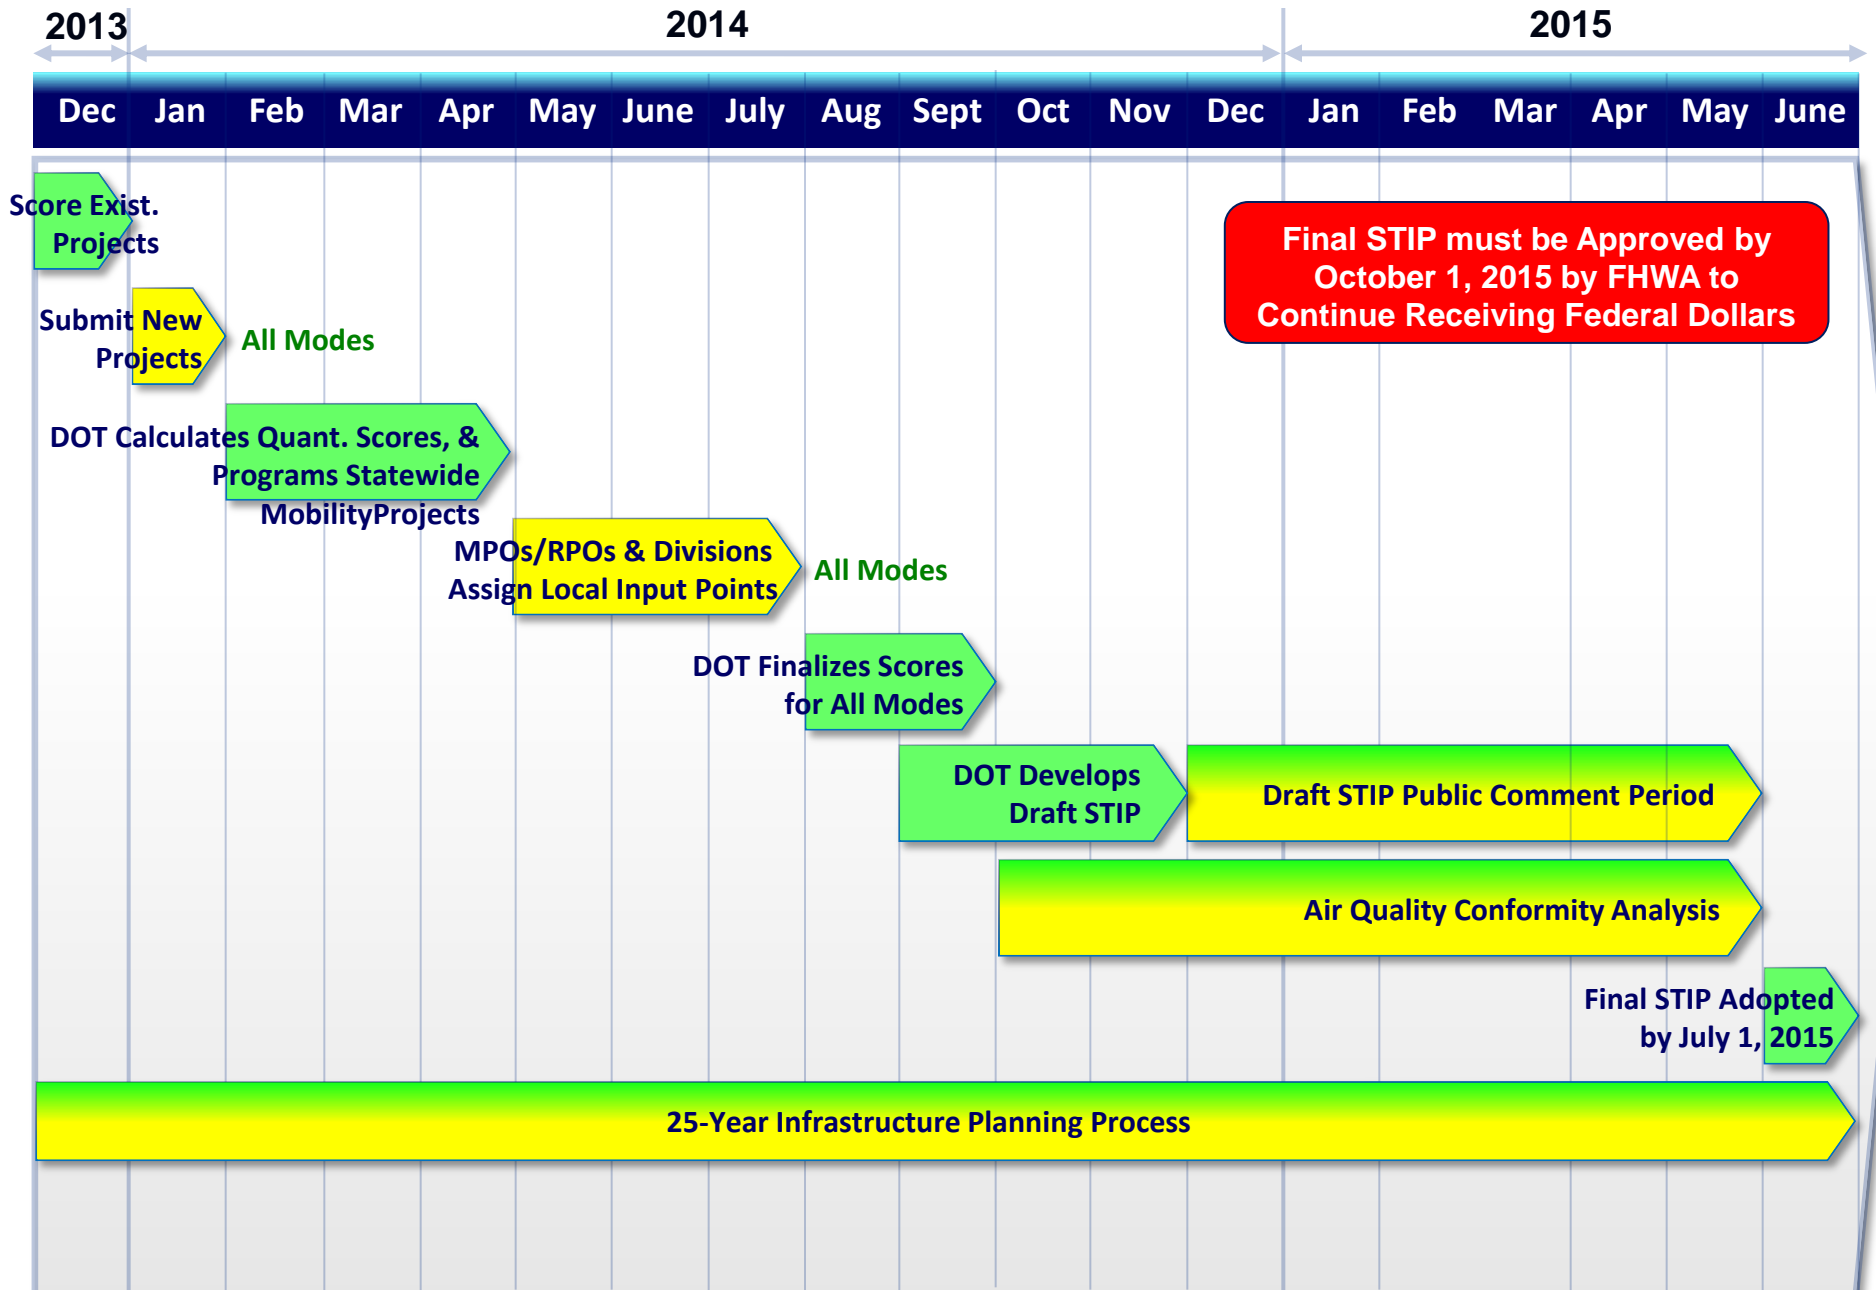 2013 2014 2015
Dec Jan Feb Mar Apr May June July Aug Sept Oct Nov Dec Jan Feb Mar Apr May June
Score Exist.
Projects
Final STIP must be Approved by
October 1, 2015 by FHWA to
Continue Receiving Federal Dollars
Submit New
Projects
All Modes
DOT Calculates Quant. Scores, &
Programs Statewide
MobilityProjects
MPOs/RPOs & Divisions
Assign Local Input Points
All Modes
DOT Finalizes Scores
for All Modes
DOT Develops
Draft STIP
Draft STIP Public Comment Period
Air Quality Conformity Analysis
Final STIP Adopted
by July 1, 2015
25-Year Infrastructure Planning Process